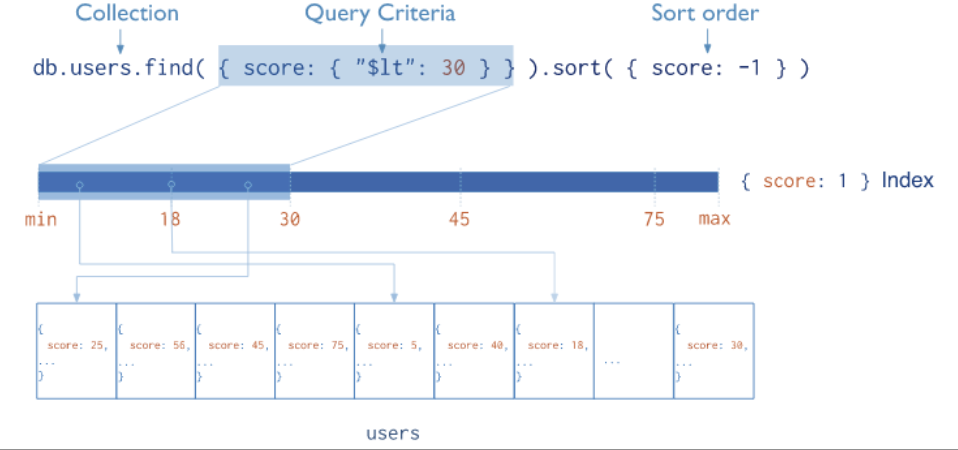 Collection Query Criteria Sort order
db.users.find( { score: { "$lt": 30 } } ).sort( { score: -1 } )
{ score: 1 } Index
min 18 30 45 75 max
{ { { { { { { {
score: 25, score: 56, score: 45, score: 75, score: 5, score: 40, score: 18, score: 30,
... ... ... ... ... ... ... ... ...
} } } } } } } }
users